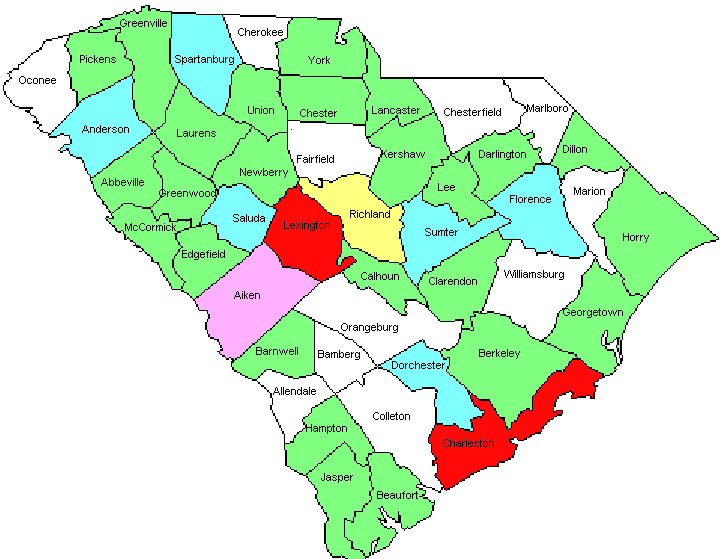 Greenville
Cherokee
Spartanburg
York
Pickens
Oconee
Union
Chester
Lancaster
Chesterfield
Marlboro
Anderson
Laurens
Fairfield
Kershaw
Darlington
Dillon
Newberry
Abbeville
Greenwood
Lee
Marion
Florence
Saluda
Richland
McCormick
Lexington
Sumter
Horry
Edgefield
Calhoun
Clarendon
Williamsburg
Aiken
Georgetown
Orangeburg
Barnwell
Bamberg
Berkeley
Dorchester
Allendale
Colleton
Hampton
Charleston
Jasper
Beaufort